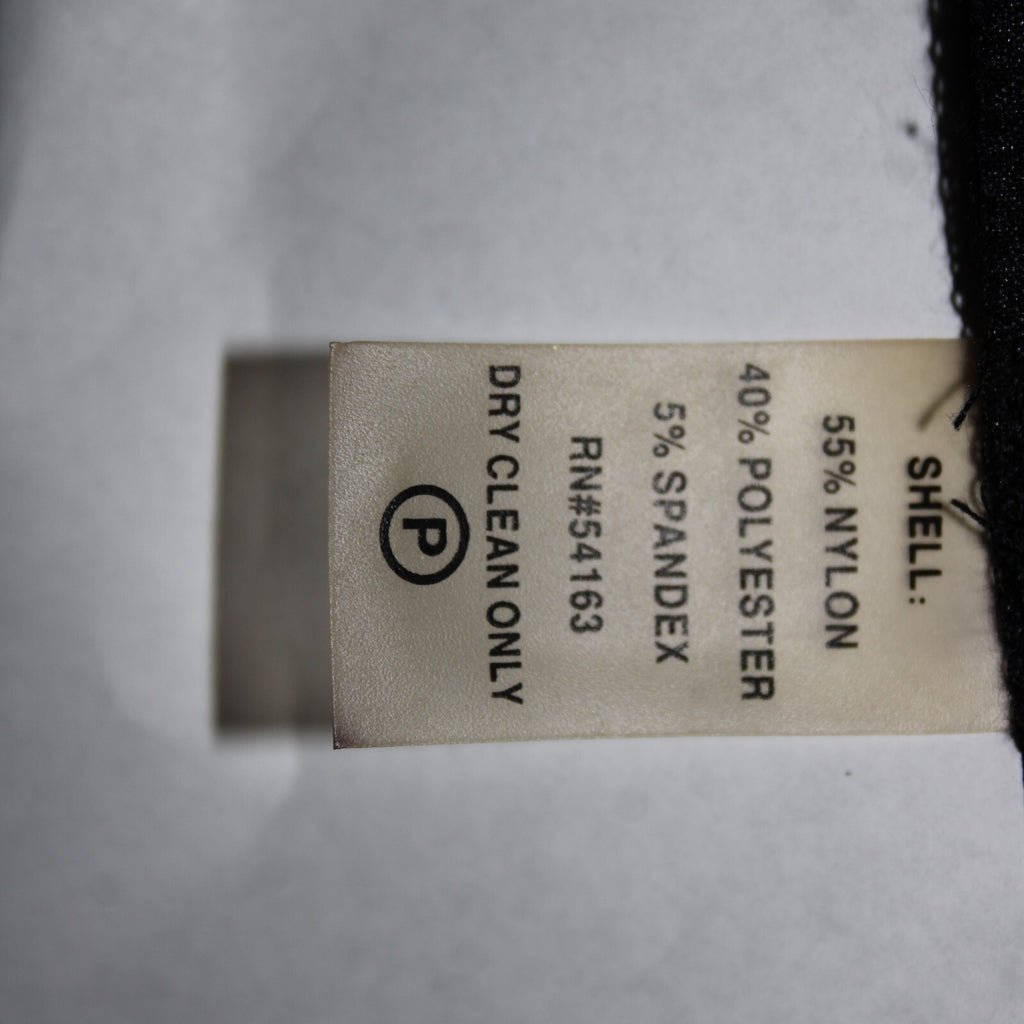 SHELL:
55% NYLON
40% POLYESTER
5% SPANDEX
RN#54163
DRY CLEAN ONLY
P